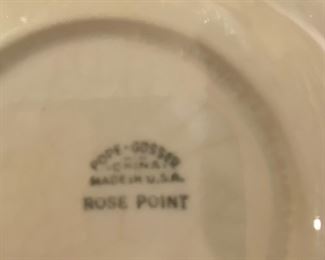 POPE-GOSSER
CHINA
MADE IN U.S.A.
ROSE POINT